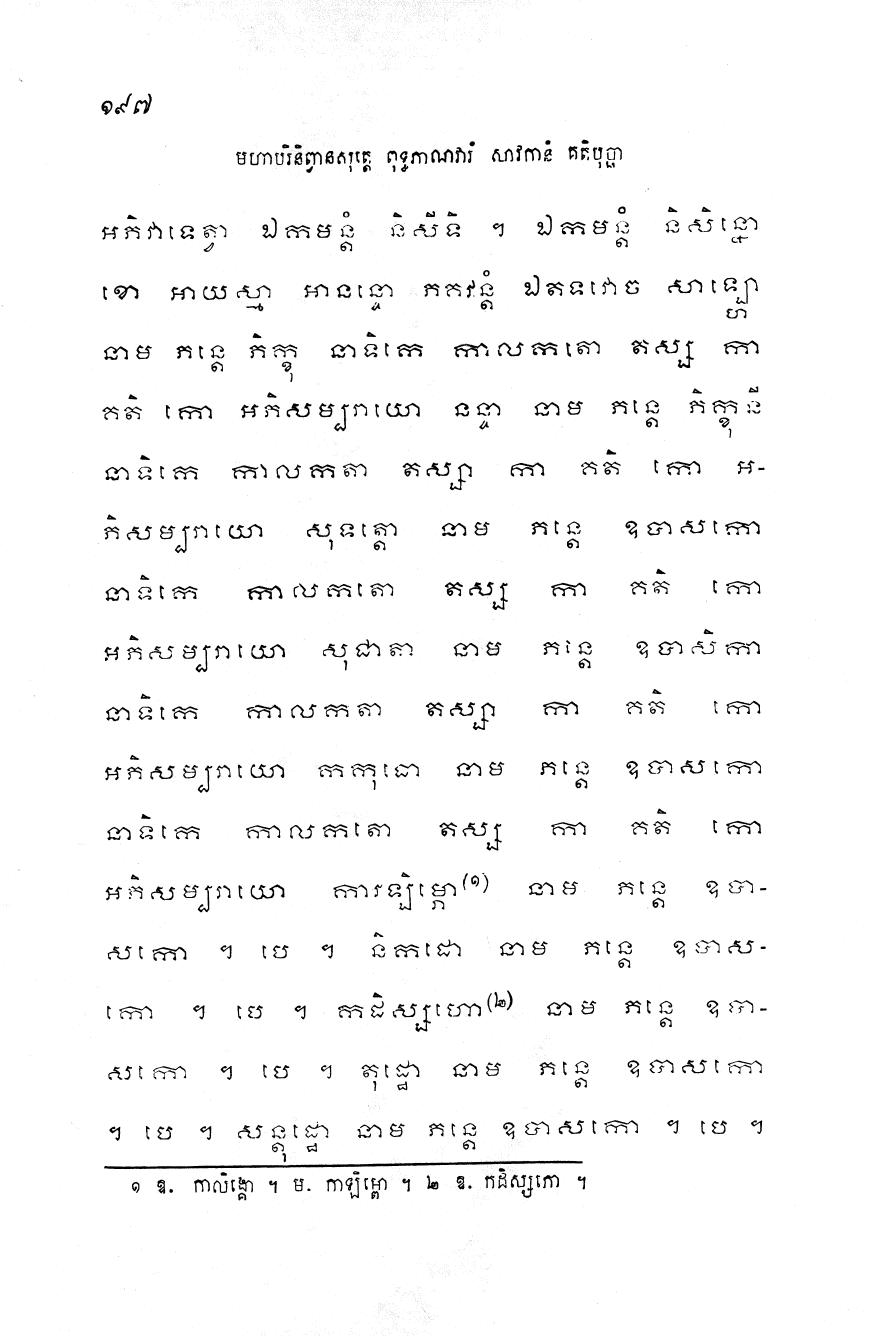 ១៩៧
មហាបរិនិព្វានសុត្តេ ពុទ្ធភាណវារំ សាវកានំ គតិបុច្ឆា
អភិវាទេត្វា ឯកមន្តំ និសីទិ ។ ឯកមន្តំ និសិន្នោ
ខោ អាយស្មា អានន្ទោ ភគវន្តំ ឯតទវោច សាឡ្ហោ
នាម ភន្តេ ភិក្ខុ នាទិកេ កាលកតោ តស្ស កា
គតិ កោ អភិសម្បរាយោ នន្ទា នាម ភន្តេ ភិក្ខុនី
នាទិកេ កាលកតា តស្សា កា គតិ កោ អ-
ភិសម្បរាយោ សុទត្តោ នាម ភន្តេ ឧបាសកោ
នាទិកេ កាលកតោ តស្ស កា គតិ កោ
អភិសម្បរាយោ សុជាតា នាម ភន្តេ ឧបាសិកា
នាទិកេ កាលកតា តស្សា កា គតិ កោ
អភិសម្បរាយោ កកុធោ នាម ភន្តេ ឧបាសកោ
នាទិកេ កាលកតោ តស្ស កា គតិ កោ
អភិសម្បរាយោ ការឡិម្ភោ(១) នាម ភន្តេ ឧបា-
សកោ ។ បេ ។ និកដោ នាម ភន្តេ ឧបាស-
កោ ។ បេ ។ កដិស្សហោ(២) នាម ភន្តេ ឧបា-
សកោ ។ បេ ។ តុដ្ឋោ នាម ភន្តេ ឧបាសកោ
។ បេ ។ សន្តុដ្ឋោ នាម ភន្តេ ឧបាសកោ ។ បេ ។
១ ឱ. កាលិង្គោ ។ ម. កាឡិម្ពោ ។ ២ ឱ. កដិស្សភោ ។